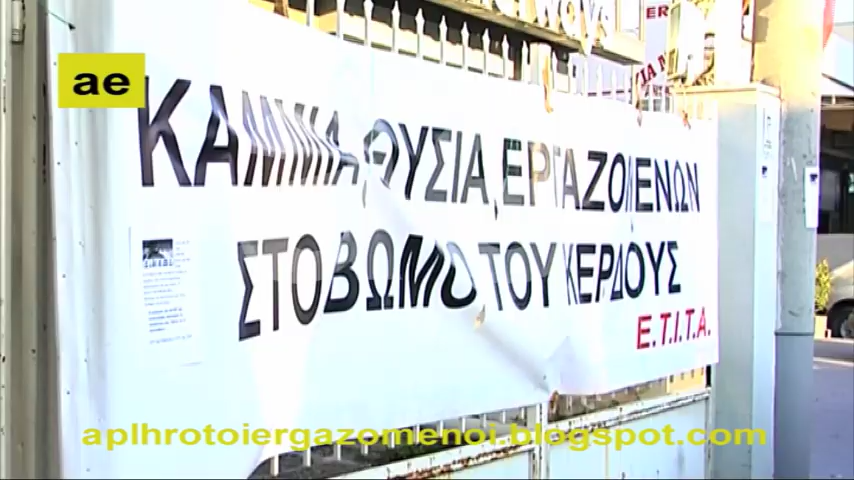 ae
ΚΑΜΜΙΑ ΘΥΣΙΑ ΕΡΓΑΖΟΜΕΝΩΝ
ΣΤΟ ΒΩΜΟ ΤΟΥ ΚΕΡΔΟΥΣ
Ε.Τ.Ι.Τ.Α.
aplhrotoiergazomenoi.blogspot.com